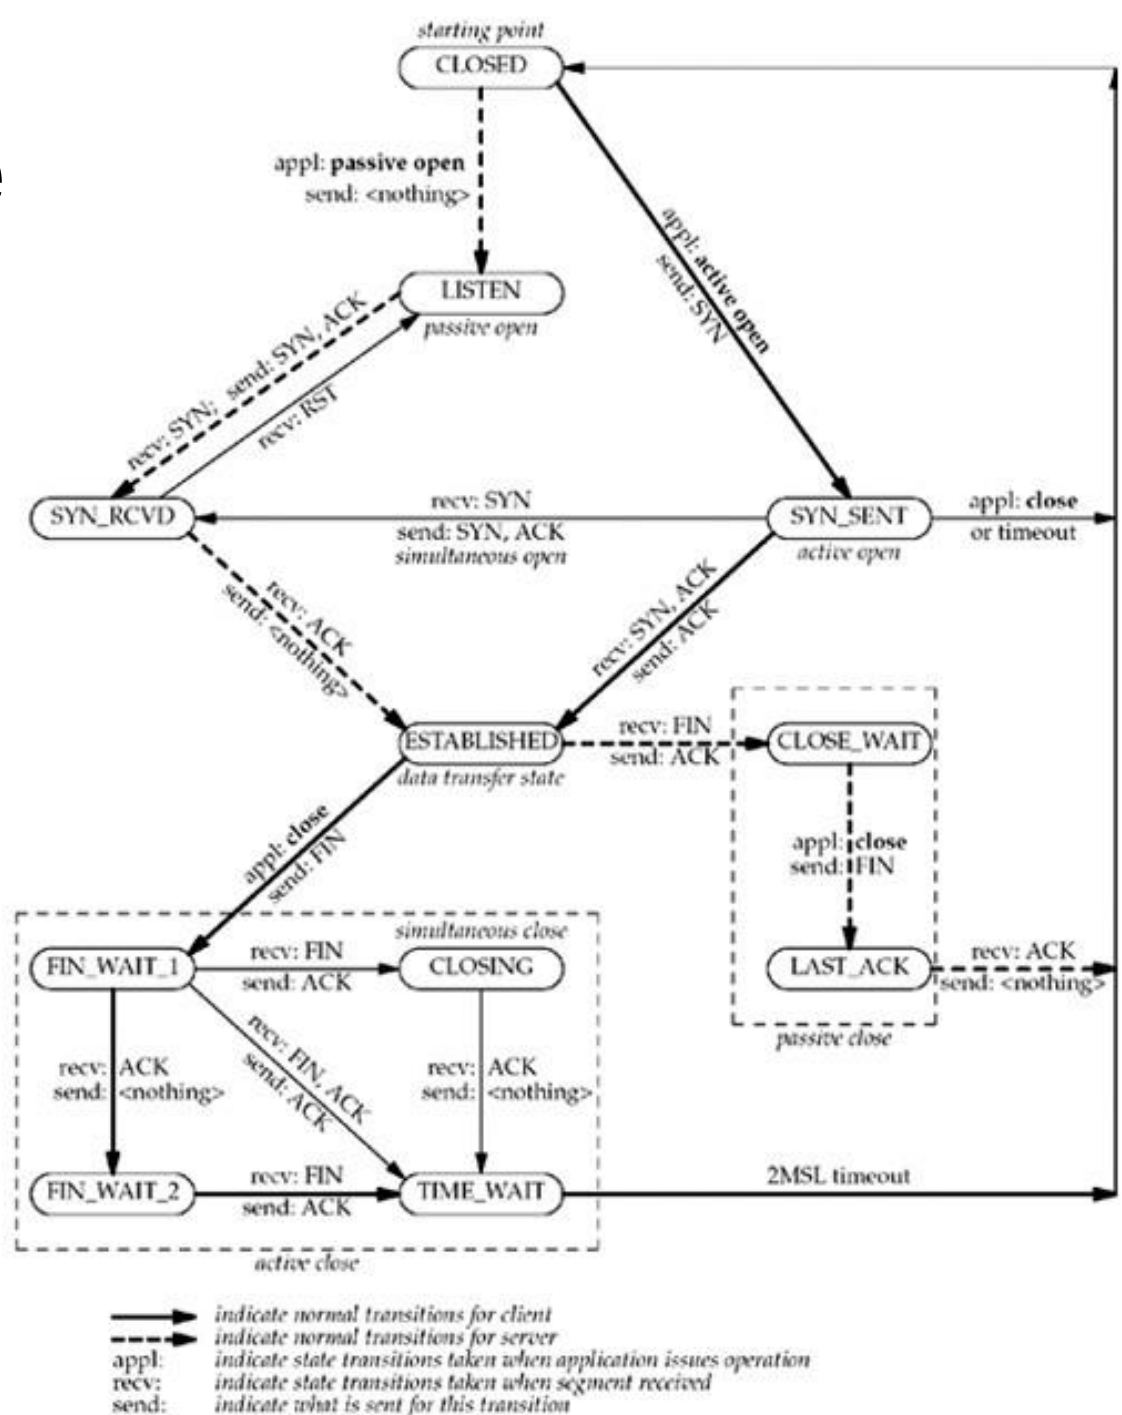 e
starting point
CLOSED
appl: passive open
send: <nothing>
appl: active open
send: SYN
LISTEN
passive open
recv: SYN; send: SYN, ACK
recv: RST
SYN_RCVD
recv: SYN
send: SYN, ACK
simultaneous open
SYN_SENT
active open
appl: close
or timeout
recv: ACK
send: <nothing>
recv: SYN, ACK
send: ACK
ESTABLISHED
data transfer state
recv: FIN
send: ACK
CLOSE_WAIT
appl: close
send: FIN
appl: close
send: FIN
LAST_ACK
recv: ACK
send: <nothing>
passive close
simultaneous close
FIN_WAIT_1
recv: FIN
send: ACK
CLOSING
recv: ACK
send: <nothing>
recv: FIN, ACK
send: ACK
recv: ACK
send: <nothing>
FIN_WAIT_2
recv: FIN
send: ACK
TIME_WAIT
2MSL timeout
active close
indicate normal transitions for client
indicate normal transitions for server
appl: indicate state transitions taken when application issues operation
recv: indicate state transitions taken when segment received
send: indicate what is sent for this transition